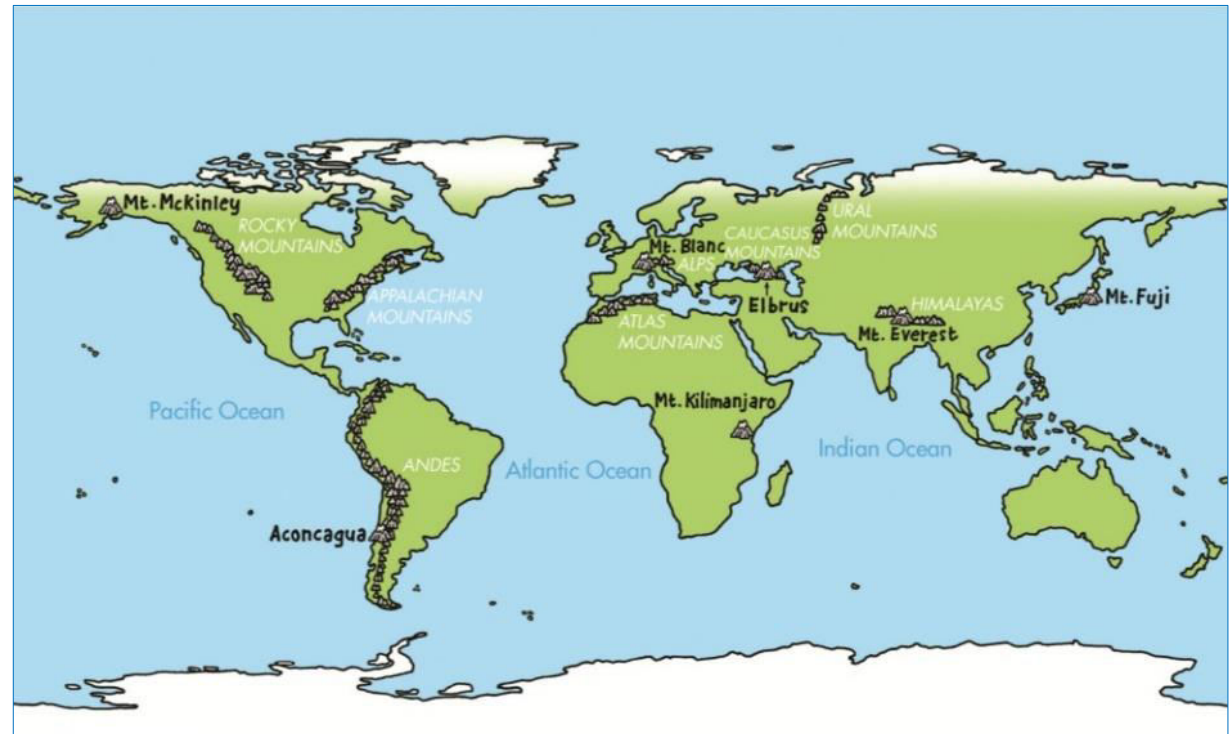 Mt. Mckinley
ROCKY
MOUNTAINS
APPALACHIAN
MOUNTAINS
Pacific Ocean
ANDES
Aconcagua
Atlantic Ocean
Mt. Blanc
ALPS
CAUCASUS
MOUNTAINS
Elbrus
URAL
MOUNTAINS
ATLAS
MOUNTAINS
Mt. Kilimanjaro
HIMALAYAS
Mt. Everest
Mt. Fuji
Indian Ocean